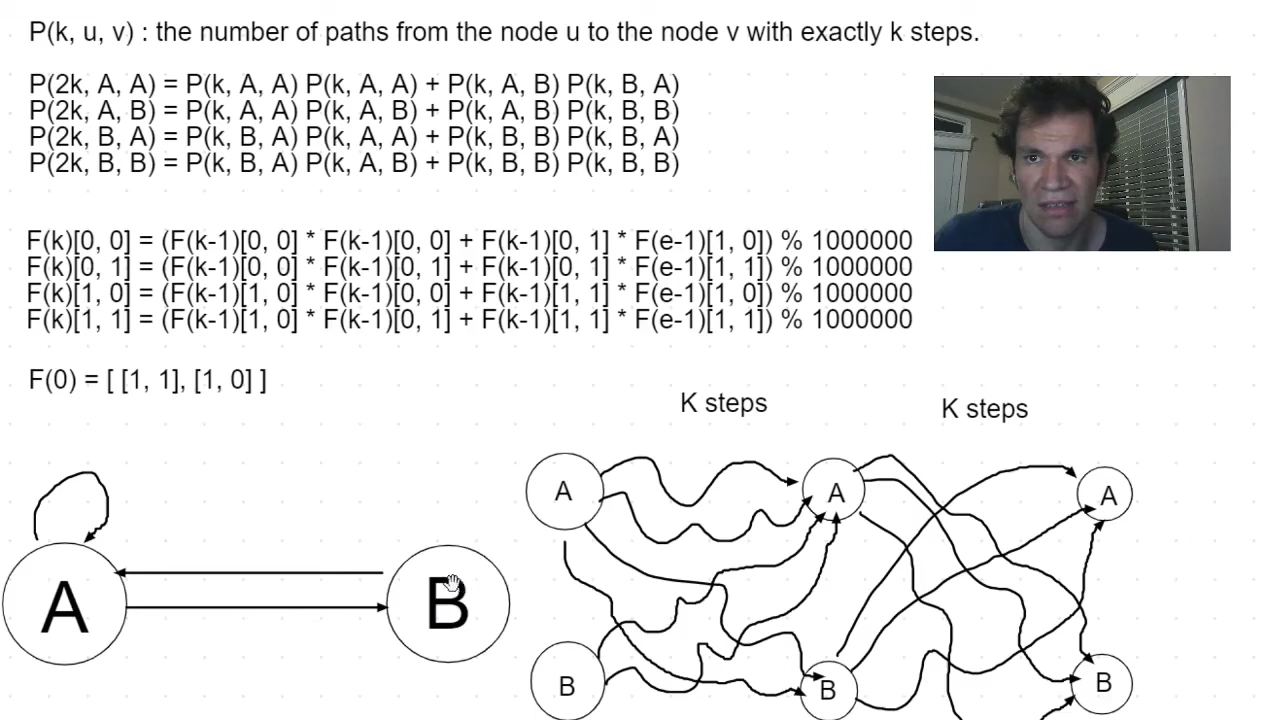 P(k, u, v) : the number of paths from the node u to the node v with exactly k steps.
P(2k, A, A) = P(k, A, A) P(k, A, A) + P(k, A, B) P(k, B, A)
P(2k, A, B) = P(k, A, A) P(k, A, B) + P(k, A, B) P(k, B, B)
P(2k, B, A) = P(k, B, A) P(k, A, A) + P(k, B, B) P(k, B, A)
P(2k, B, B) = P(k, B, A) P(k, A, B) + P(k, B, B) P(k, B, B)
F(k)[0, 0] = (F(k-1)[0, 0] * F(k-1)[0, 0] + F(k-1)[0, 1] * F(e-1)[1, 0]) % 1000000
F(k)[0, 1] = (F(k-1)[0, 0] * F(k-1)[0, 1] + F(k-1)[0, 1] * F(e-1)[1, 1]) % 1000000
F(k)[1, 0] = (F(k-1)[1, 0] * F(k-1)[0, 0] + F(k-1)[1, 1] * F(e-1)[1, 0]) % 1000000
F(k)[1, 1] = (F(k-1)[1, 0] * F(k-1)[0, 1] + F(k-1)[1, 1] * F(e-1)[1, 1]) % 1000000
F(0) = [ [1, 1], [1, 0] ]
K steps
K steps
A
B
A
A
A
B
B
B